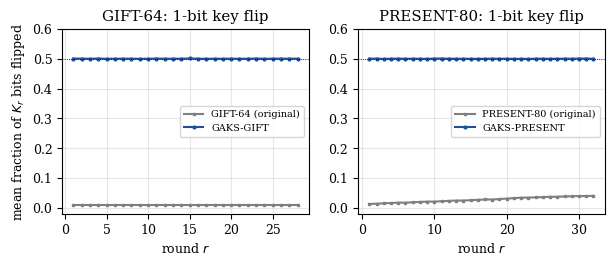 GIFT-64: 1-bit key flip
mean fraction of Kr bits flipped
0.6
0.5
0.4
0.3
0.2
0.1
0.0
GIFT-64 (original)
GAKS-GIFT
0 5 10 15 20 25
round r
PRESENT-80: 1-bit key flip
0.6
0.5
0.4
0.3
0.2
0.1
0.0
PRESENT-80 (original)
GAKS-PRESENT
0 10 20 30
round r